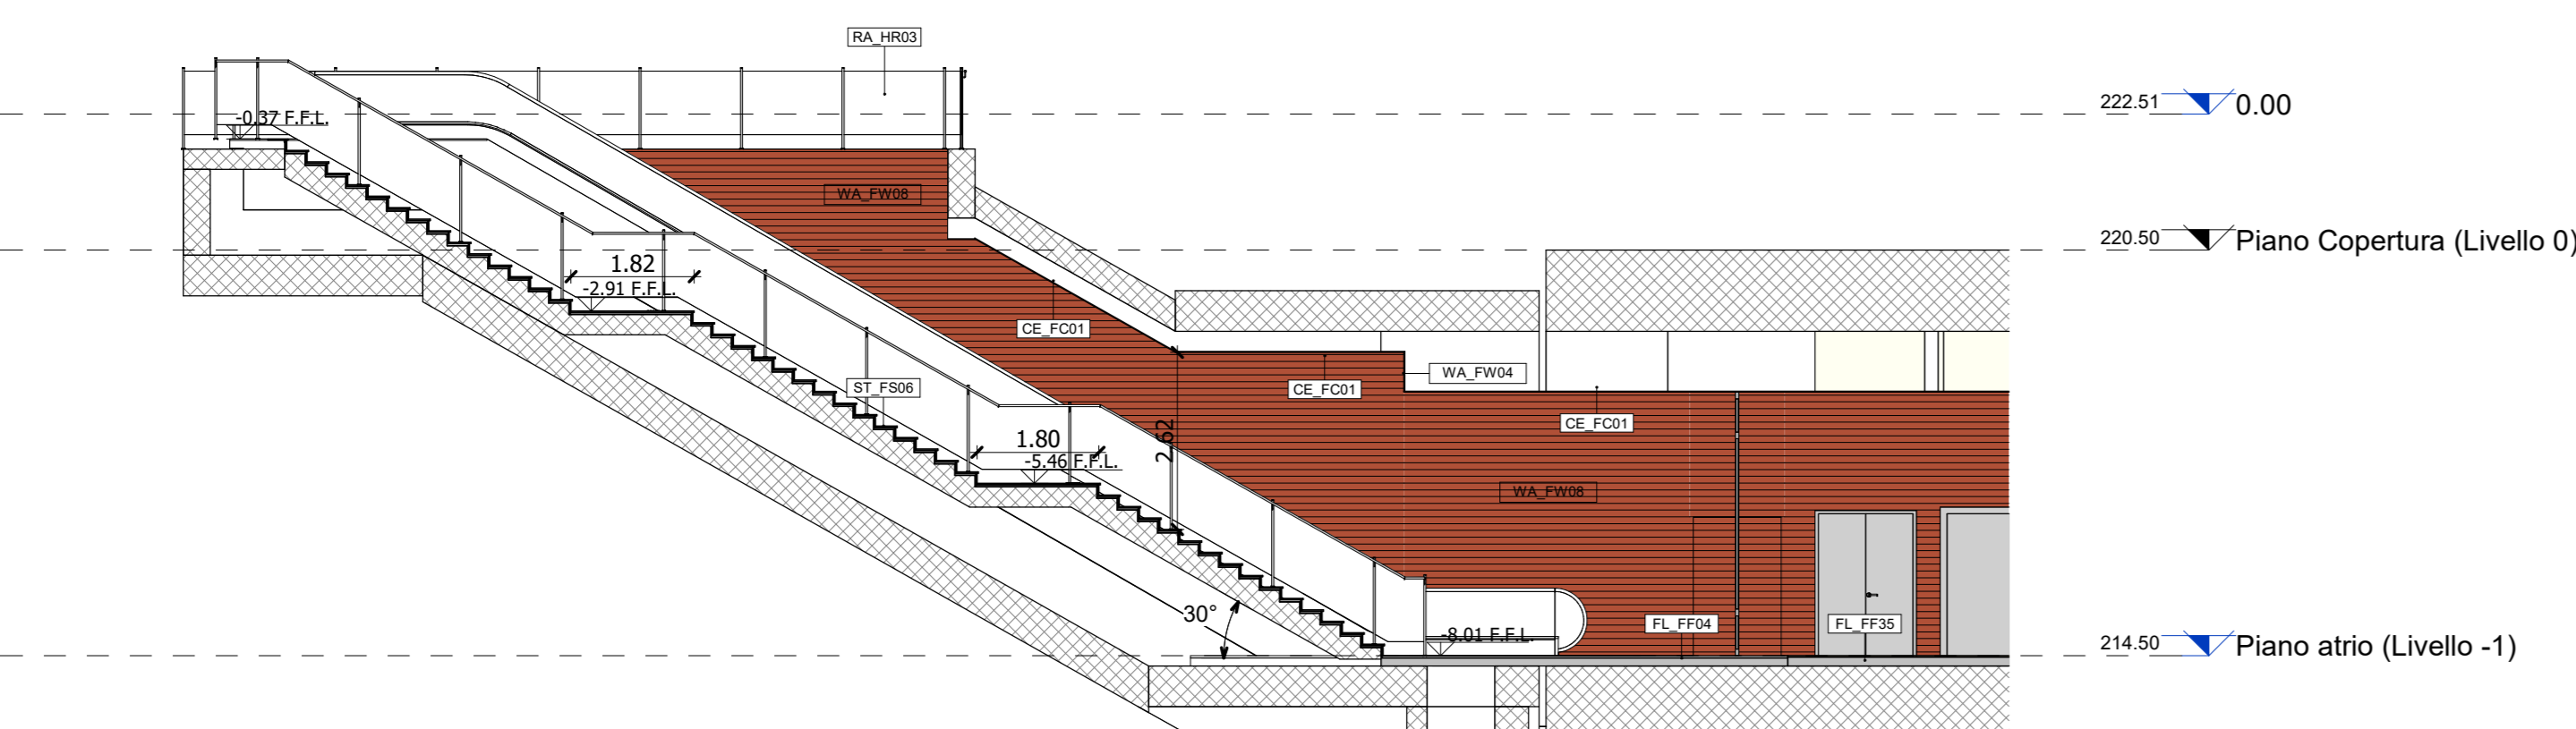 RA_HR03
222.51 0.00
-0.37 F.F.L.
WA_FW08
220.50 Piano Copertura (Livello 0)
1.82
-2.91 F.F.L.
CE_FC01
WA_FW04
ST_FS06
CE_FC01
CE_FC01
1.80
2.62
-5.46 F.F.L.
WA_FW08
30°
FL_FF04
FL_FF35
-8.01 F.F.L.
214.50 Piano atrio (Livello -1)